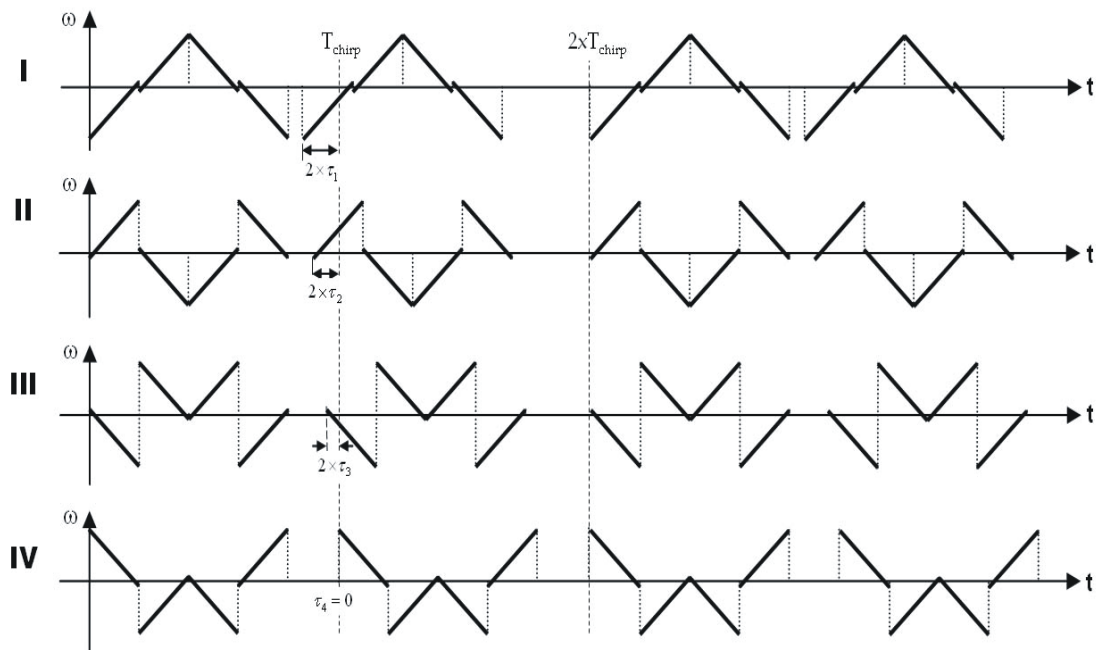 ω
T_chirp
2xT_chirp
I
t
2 × τ₁
ω
II
t
2 × τ₂
ω
III
t
2 × τ₃
ω
IV
t
τ₄ = 0